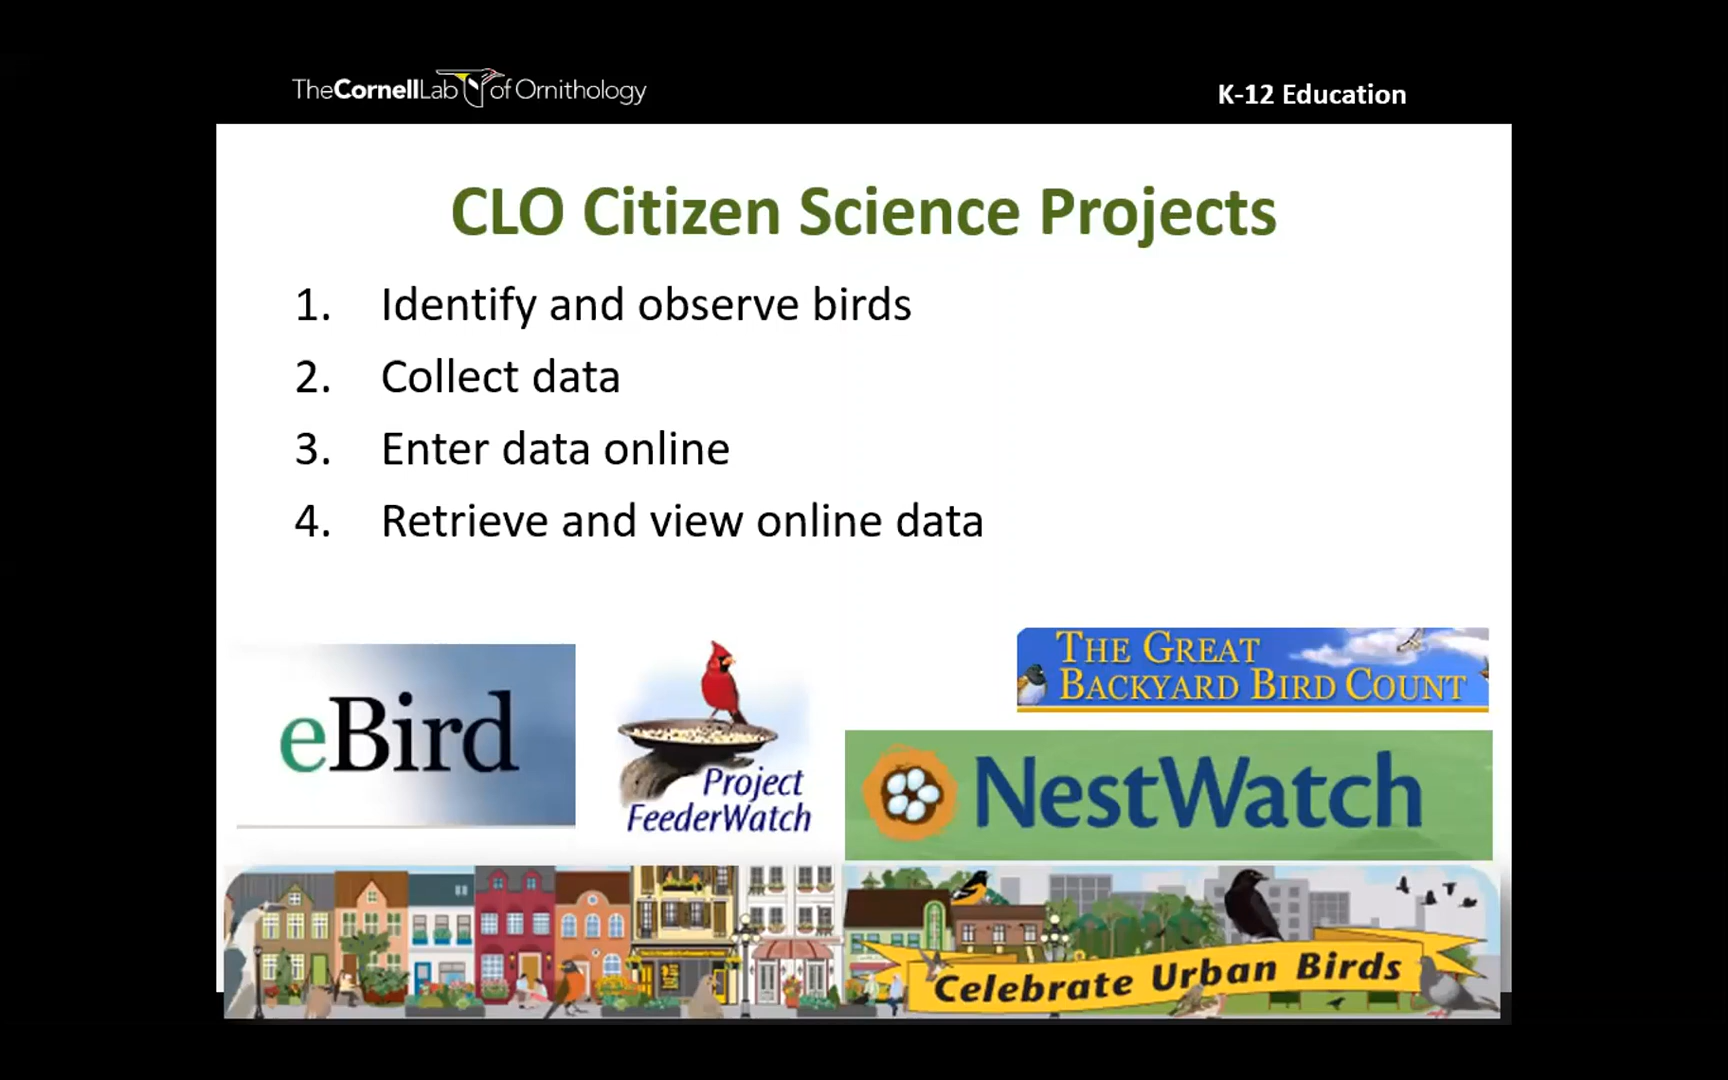 TheCornellLab of Ornithology
K-12 Education
CLO Citizen Science Projects
1. Identify and observe birds
2. Collect data
3. Enter data online
4. Retrieve and view online data
eBird
Project
FeederWatch
THE GREAT
BACKYARD BIRD COUNT
NestWatch
Celebrate Urban Birds